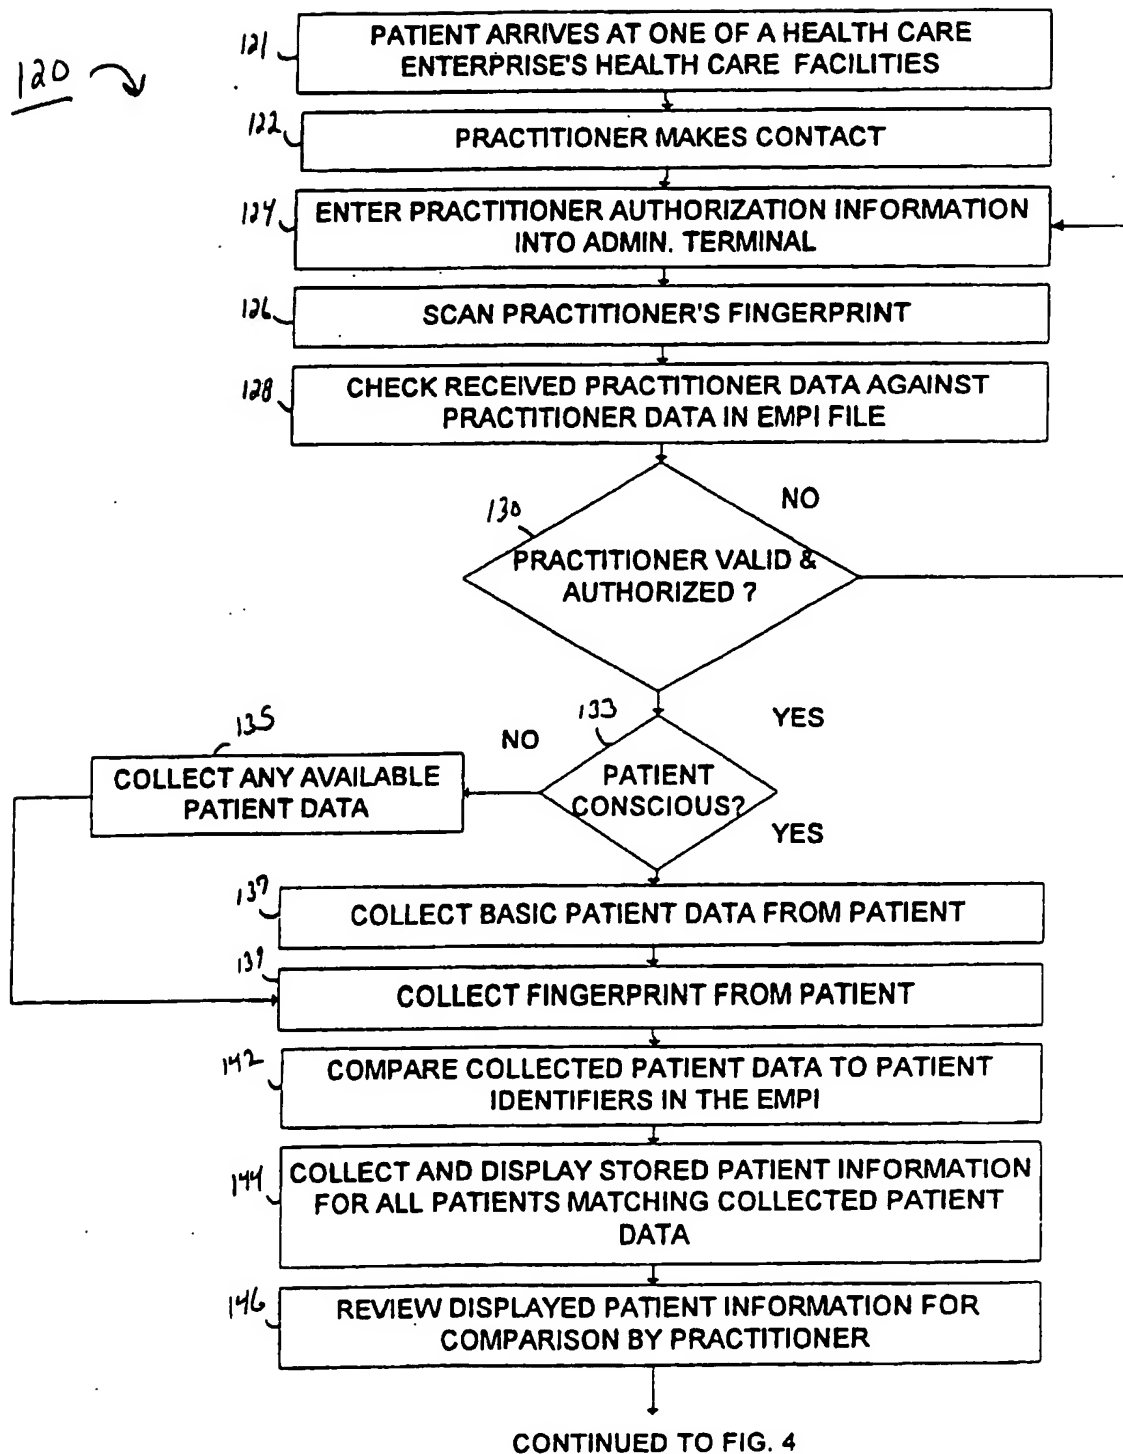 120
121
PATIENT ARRIVES AT ONE OF A HEALTH CARE
ENTERPRISE'S HEALTH CARE FACILITIES
122
PRACTITIONER MAKES CONTACT
124
ENTER PRACTITIONER AUTHORIZATION INFORMATION
INTO ADMIN. TERMINAL
126
SCAN PRACTITIONER'S FINGERPRINT
128
CHECK RECEIVED PRACTITIONER DATA AGAINST
PRACTITIONER DATA IN EMPI FILE
130
NO
PRACTITIONER VALID &
AUTHORIZED ?
YES
133
NO
135
PATIENT
CONSCIOUS?
COLLECT ANY AVAILABLE
PATIENT DATA
YES
137
COLLECT BASIC PATIENT DATA FROM PATIENT
139
COLLECT FINGERPRINT FROM PATIENT
142
COMPARE COLLECTED PATIENT DATA TO PATIENT
IDENTIFIERS IN THE EMPI
144
COLLECT AND DISPLAY STORED PATIENT INFORMATION
FOR ALL PATIENTS MATCHING COLLECTED PATIENT
DATA
146
REVIEW DISPLAYED PATIENT INFORMATION FOR
COMPARISON BY PRACTITIONER
CONTINUED TO FIG. 4